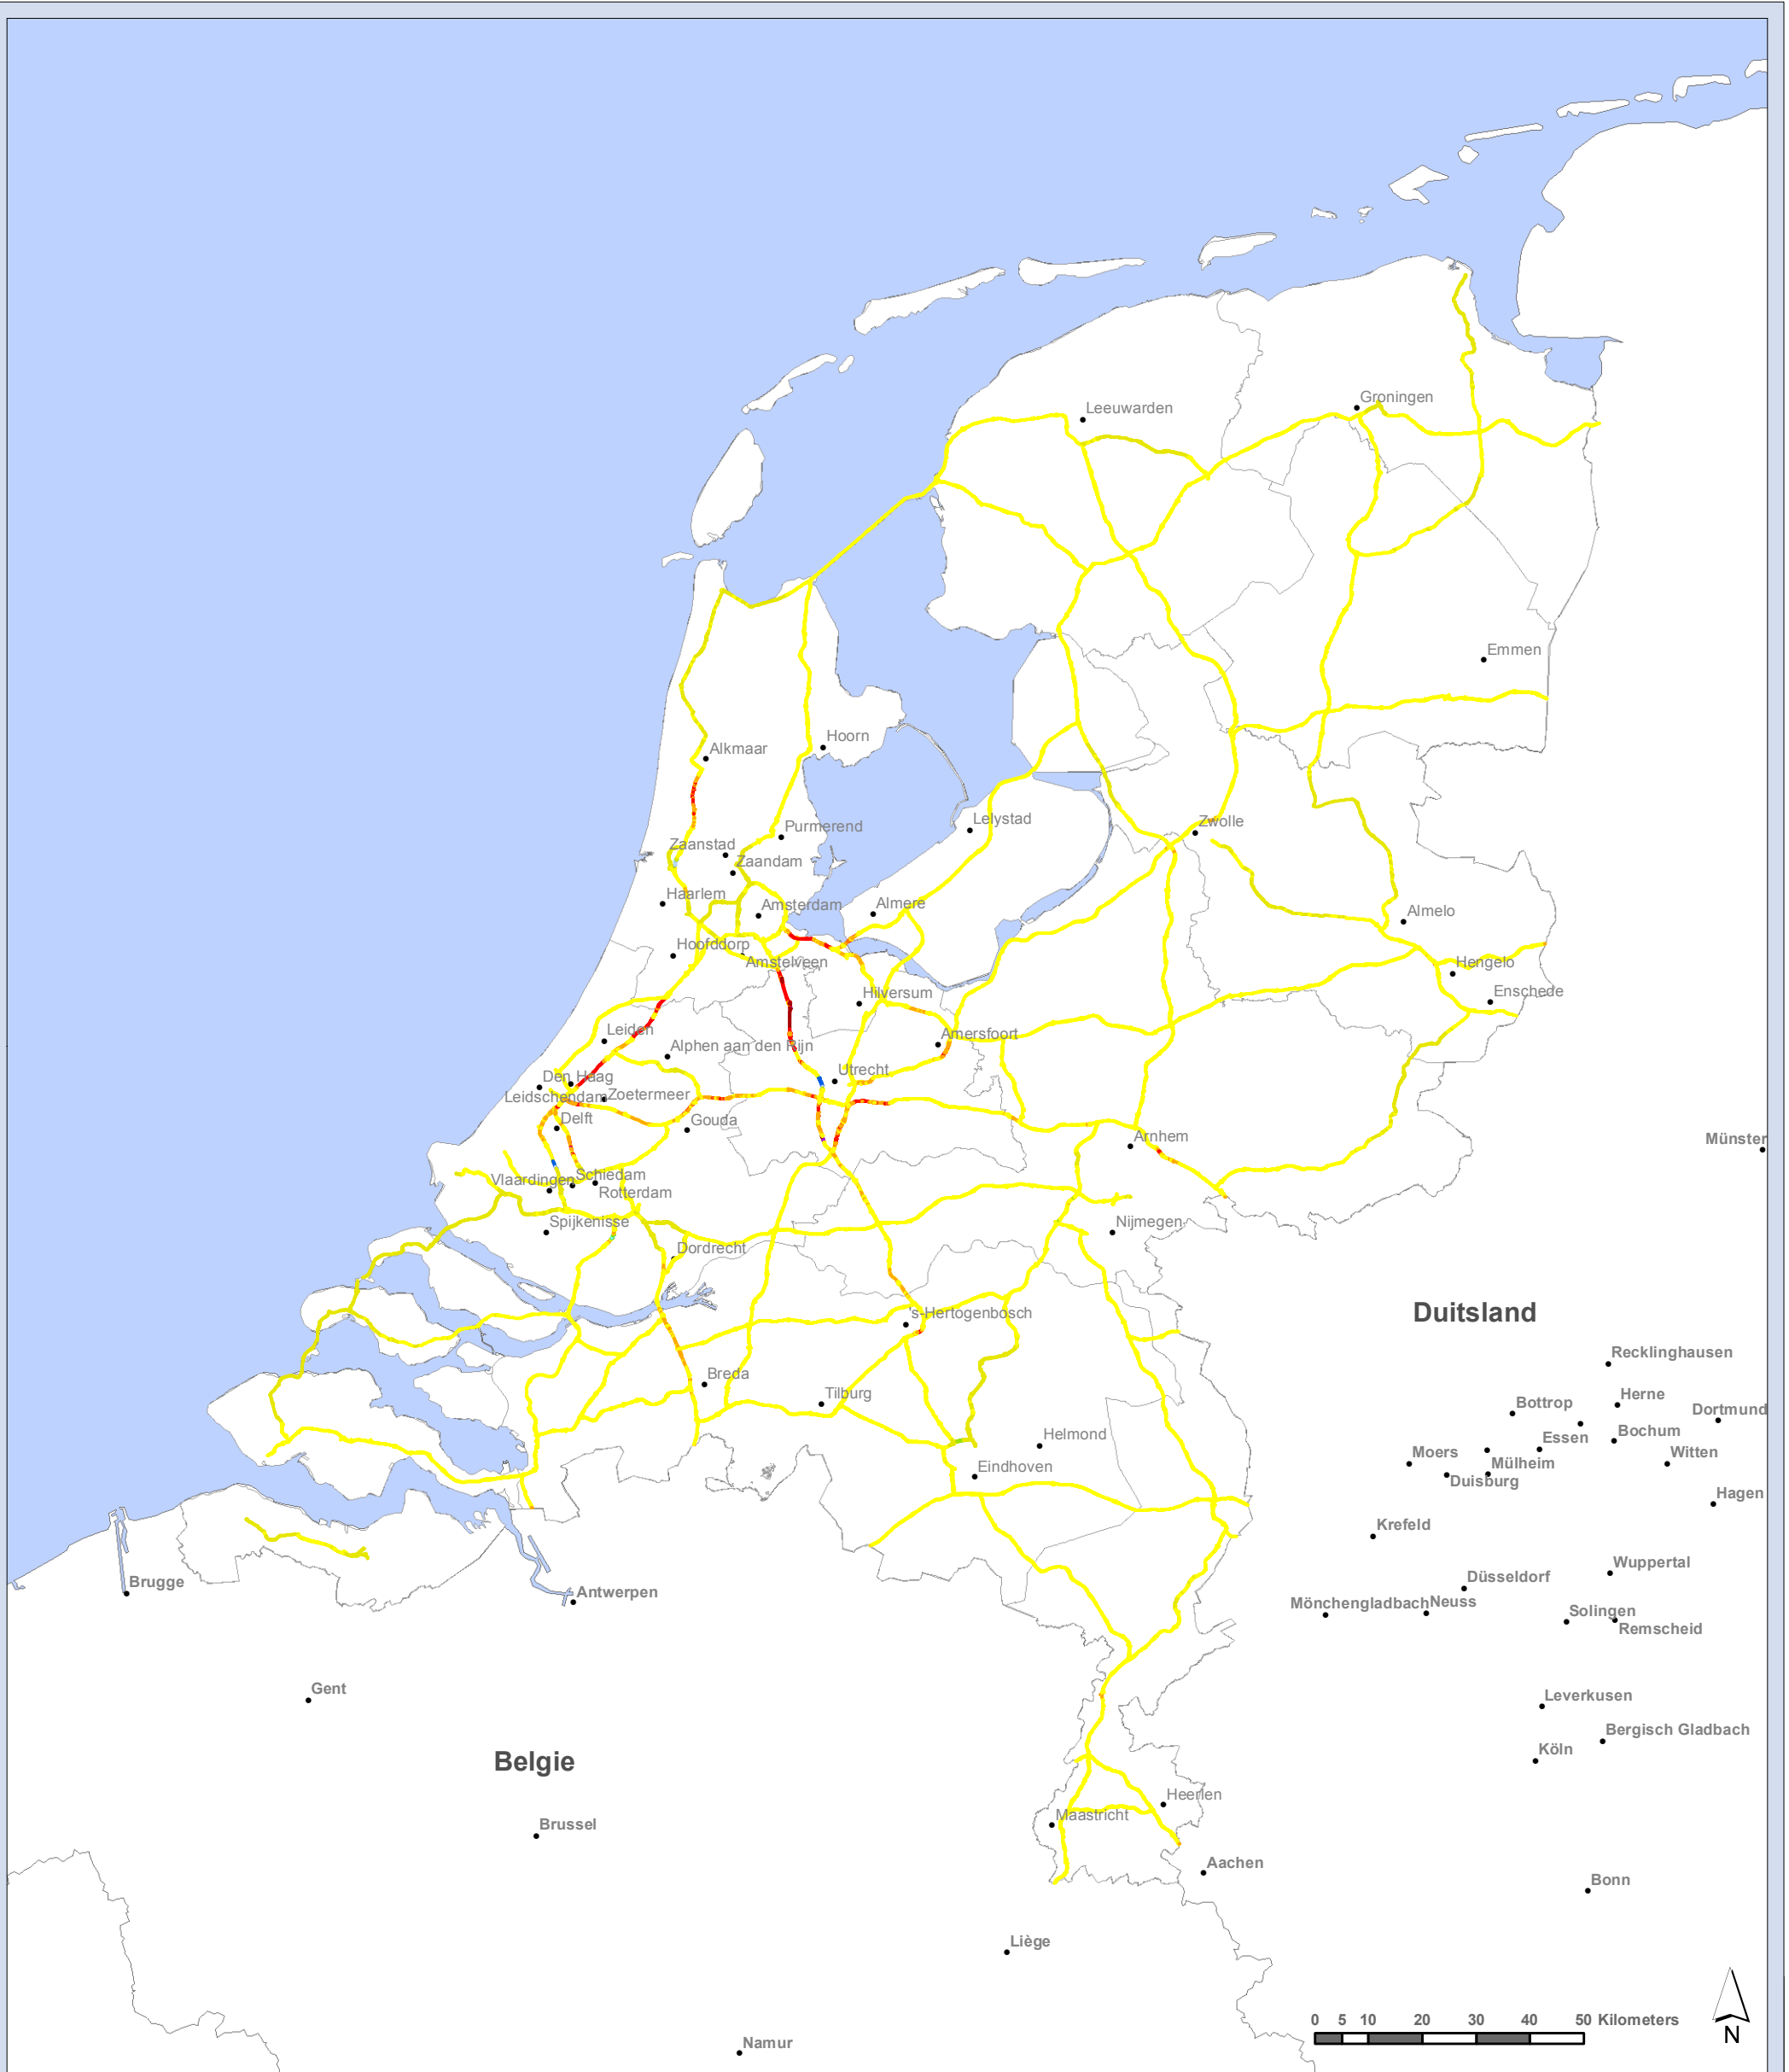 Leeuwarden
Groningen
Emmen
Hoorn
Alkmaar
Lelystad
Zwolle
Purmerend
Zaanstad
Zaandam
Haarlem
Amsterdam
Almere
Almelo
Hoofddorp
Amstelveen
Hengelo
Hilversum
Enschede
Leiden
Amersfoort
Alphen aan den Rijn
Den Haag
Utrecht
Leidschendam
Zoetermeer
Delft
Gouda
Arnhem
Münster
Schiedam
Vlaardingen
Rotterdam
Spijkenisse
Nijmegen
Dordrecht
's-Hertogenbosch
Duitsland
Recklinghausen
Breda
Tilburg
Herne
Bottrop
Dortmund
Helmond
Essen
Bochum
Moers
Witten
Mülheim
Eindhoven
Duisburg
Hagen
Krefeld
Wuppertal
Düsseldorf
Brugge
Antwerpen
Mönchengladbach
Neuss
Solingen
Remscheid
Gent
Leverkusen
Bergisch Gladbach
Belgie
Köln
Heerlen
Maastricht
Brussel
Aachen
Bonn
Liège
0 5 10 20 30 40 50 Kilometers
N
Namur